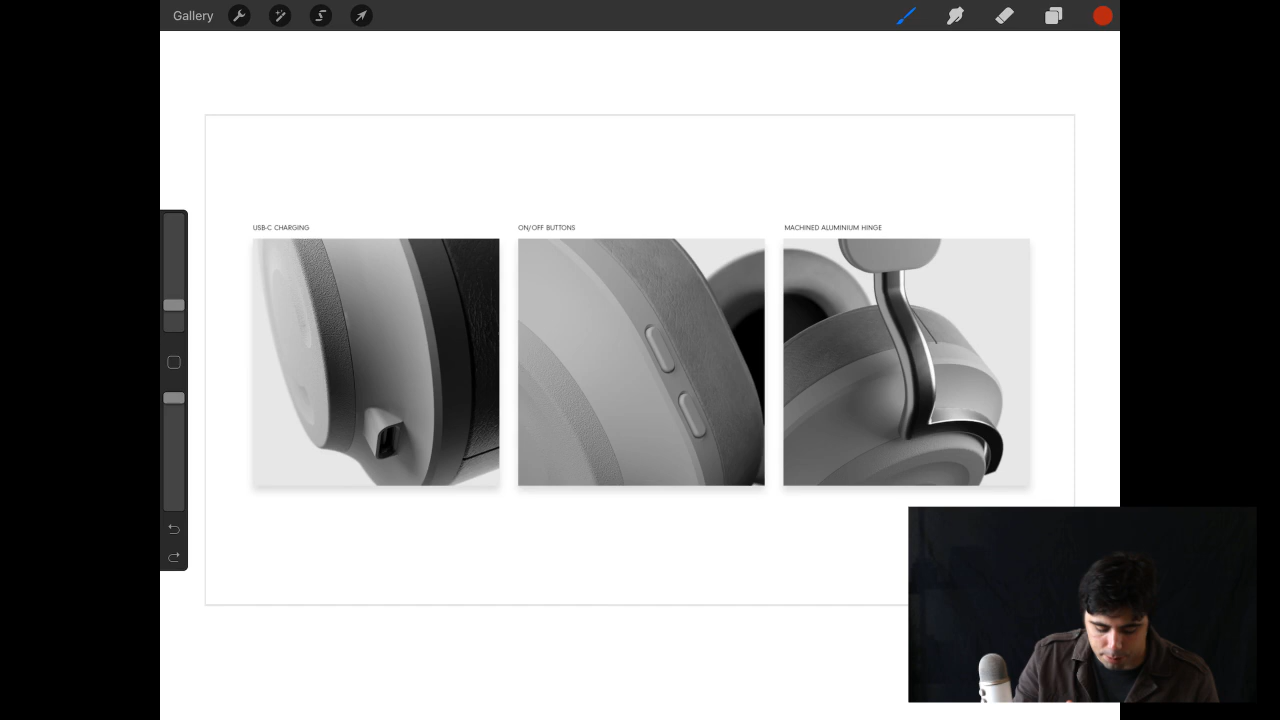 Gallery
USB-C CHARGING
ON/OFF BUTTONS
MACHINED ALUMINIUM HINGE